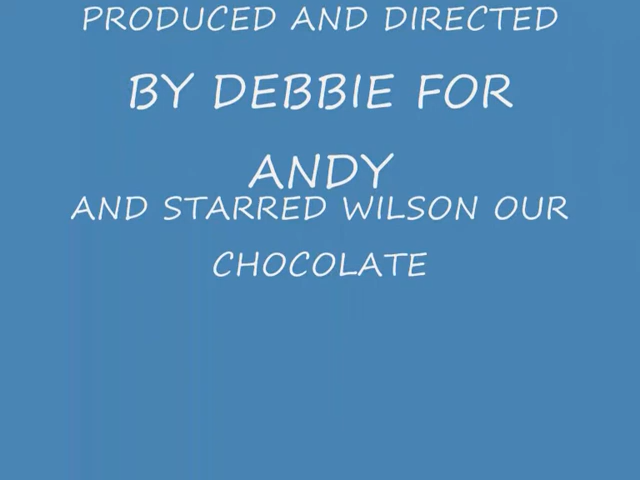 PRODUCED AND DIRECTED
BY DEBBIE FOR
ANDY
AND STARRED WILSON OUR
CHOCOLATE